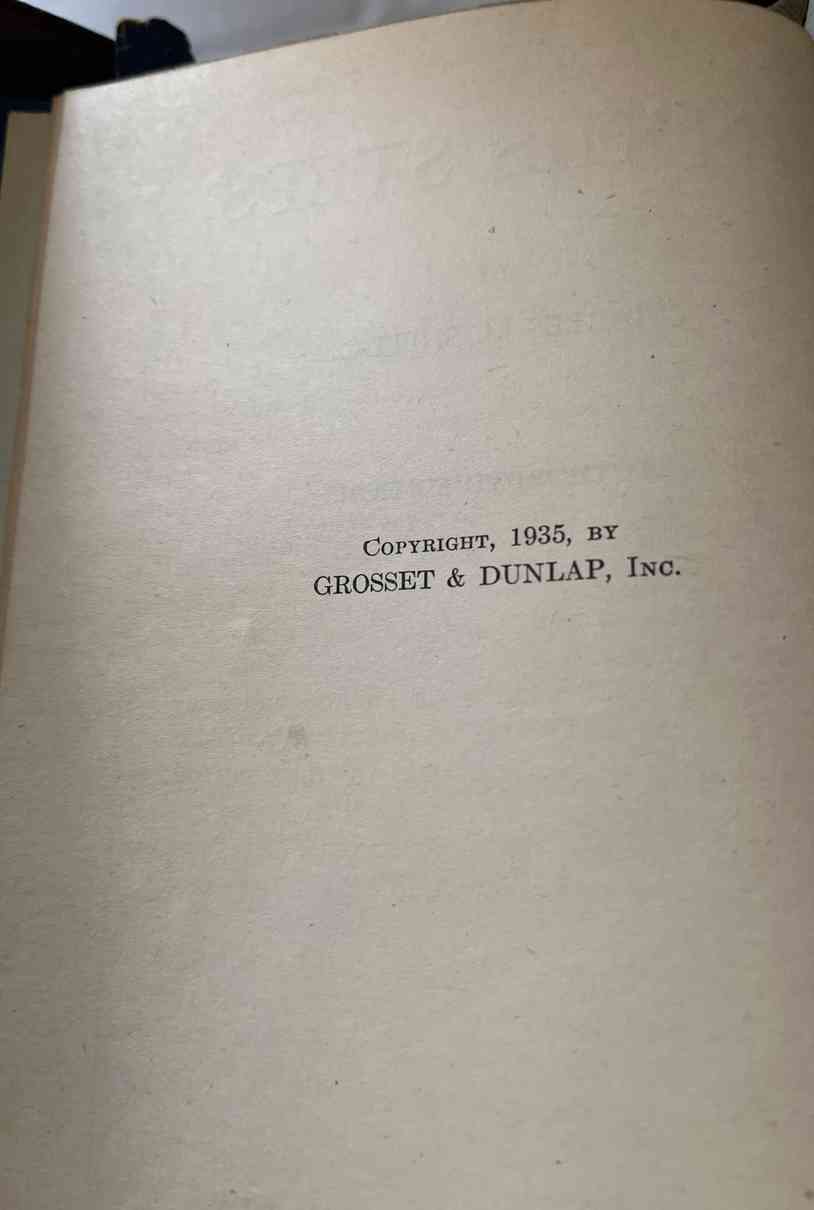 Copyright, 1935, by
GROSSET & DUNLAP, Inc.